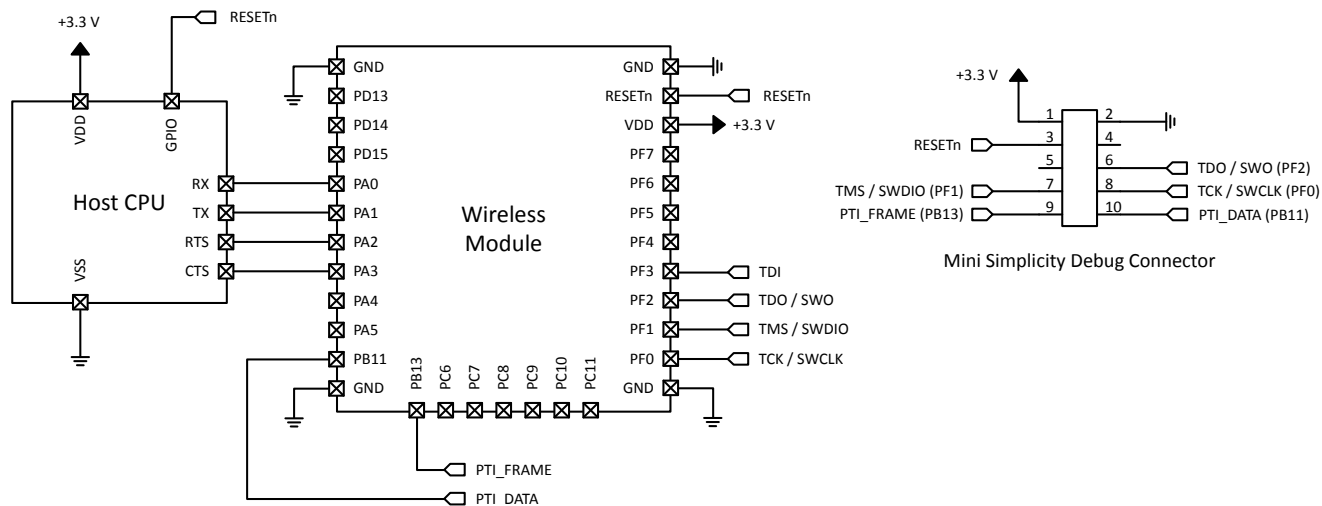 +3.3 V
RESETn
VDD
GPIO
Host CPU
RX
TX
RTS
CTS
VSS
GND
PD13
PD14
PD15
PA0
PA1
PA2
PA3
PA4
PA5
PB11
GND
Wireless
Module
PB13
PC6
PC7
PC8
PC9
PC10
PC11
GND
RESETn
VDD
PF7
PF6
PF5
PF4
PF3
PF2
PF1
PF0
GND
RESETn
+3.3 V
TDI
TDO / SWO
TMS / SWDIO
TCK / SWCLK
PTI_FRAME
PTI_DATA
+3.3 V
1 2
RESETn 3 4
5 6 TDO / SWO (PF2)
TMS / SWDIO (PF1) 7 8 TCK / SWCLK (PF0)
PTI_FRAME (PB13) 9 10 PTI_DATA (PB11)
Mini Simplicity Debug Connector